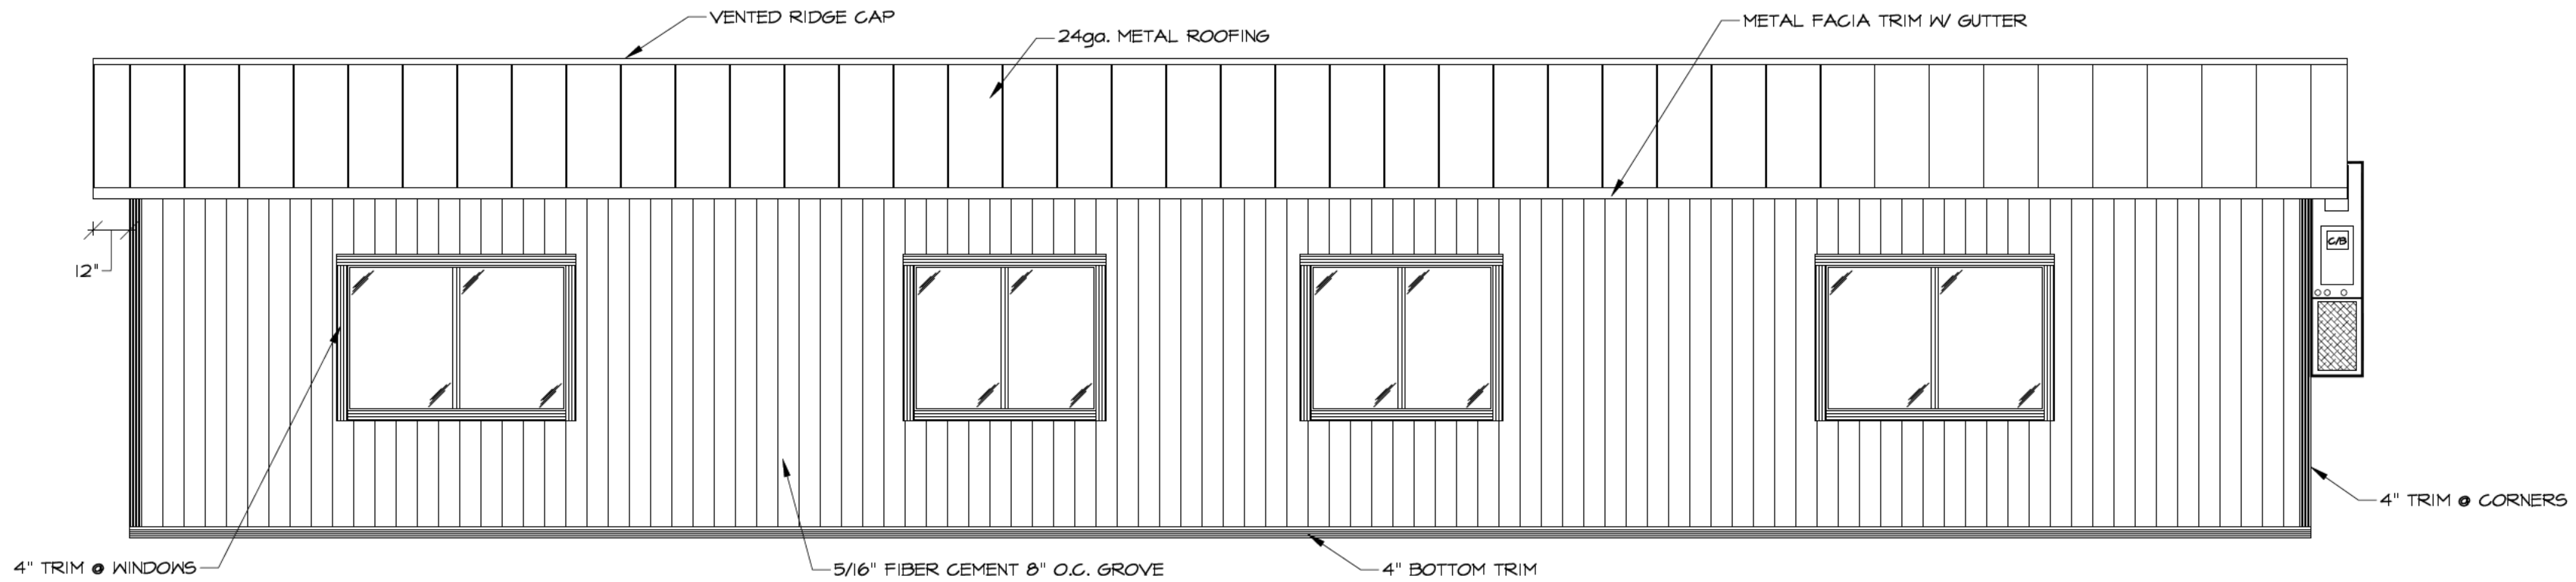 VENTED RIDGE CAP
METAL FACIA TRIM W/ GUTTER
24ga. METAL ROOFING
C/B
12"
4" TRIM @ CORNERS
4" TRIM @ WINDOWS
5/16" FIBER CEMENT 8" O.C. GROVE
4" BOTTOM TRIM